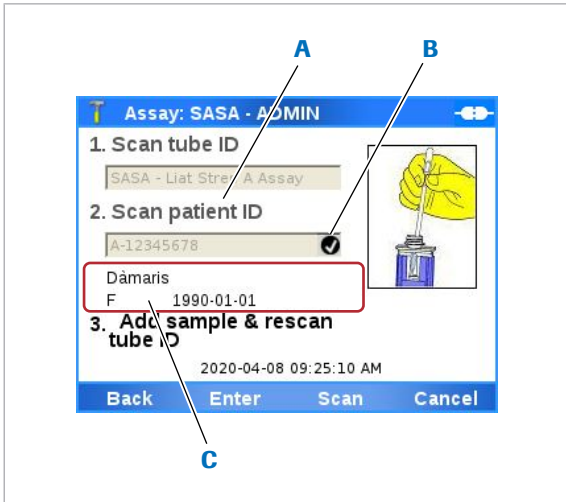 A B
Assay: SASA - ADMIN
1. Scan tube ID
SASA - Liat Strep A Assay
2. Scan patient ID
A-12345678
Dàmaris
F 1990-01-01
3. Add sample & rescan
tube ID
2020-04-08 09:25:10 AM
Back Enter Scan Cancel
C